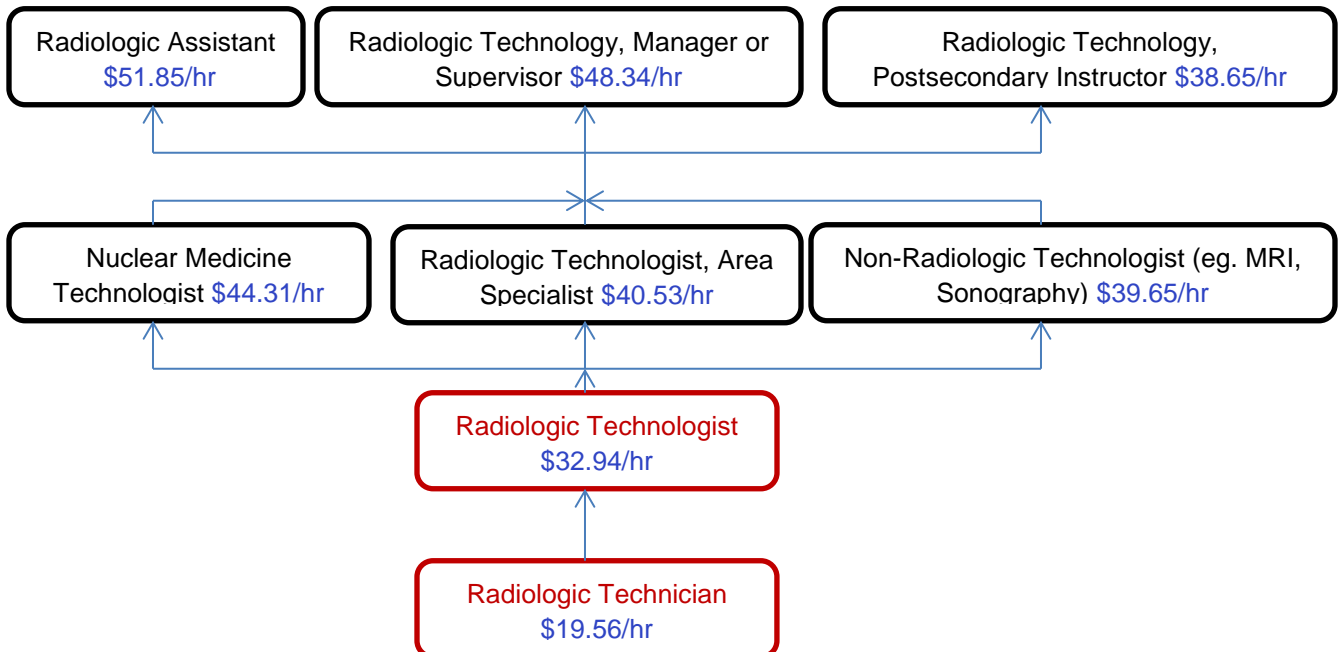 Radiologic Assistant
$51.85/hr
Radiologic Technology, Manager or
Supervisor $48.34/hr
Radiologic Technology,
Postsecondary Instructor $38.65/hr
Nuclear Medicine
Technologist $44.31/hr
Radiologic Technologist, Area
Specialist $40.53/hr
Non-Radiologic Technologist (eg. MRI,
Sonography) $39.65/hr
Radiologic Technologist
$32.94/hr
Radiologic Technician
$19.56/hr